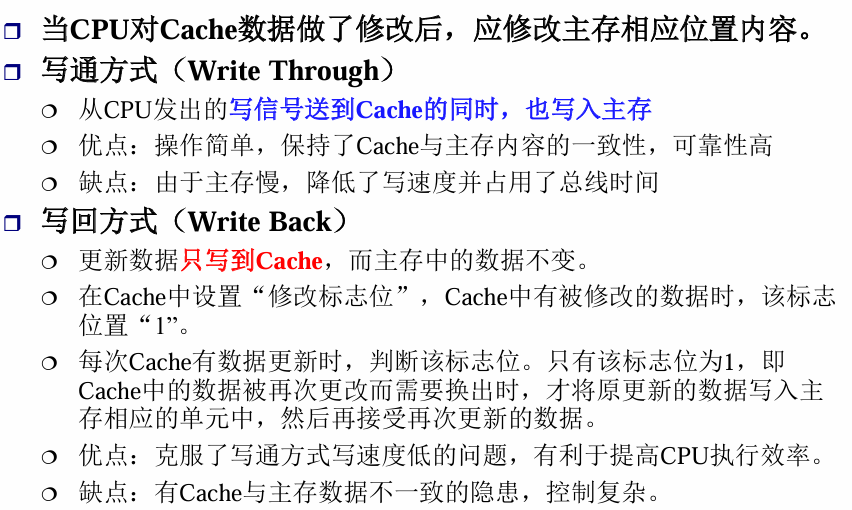 当CPU对Cache数据做了修改后，应修改主存相应位置内容。
写通方式（Write Through）
从CPU发出的写信号送到Cache的同时，也写入主存
优点：操作简单，保持了Cache与主存内容的一致性，可靠性高
缺点：由于主存慢，降低了写速度并占用了总线时间
写回方式（Write Back）
更新数据只写到Cache，而主存中的数据不变。
在Cache中设置“修改标志位”，Cache中有被修改的数据时，该标志
位置“1”。
每次Cache有数据更新时，判断该标志位。只有该标志位为1，即
Cache中的数据被再次更改而需要换出时，才将原更新的数据写入主
存相应的单元中，然后再接受再次更新的数据。
优点：克服了写通方式写速度低的问题，有利于提高CPU执行效率。
缺点：有Cache与主存数据不一致的隐患，控制复杂。